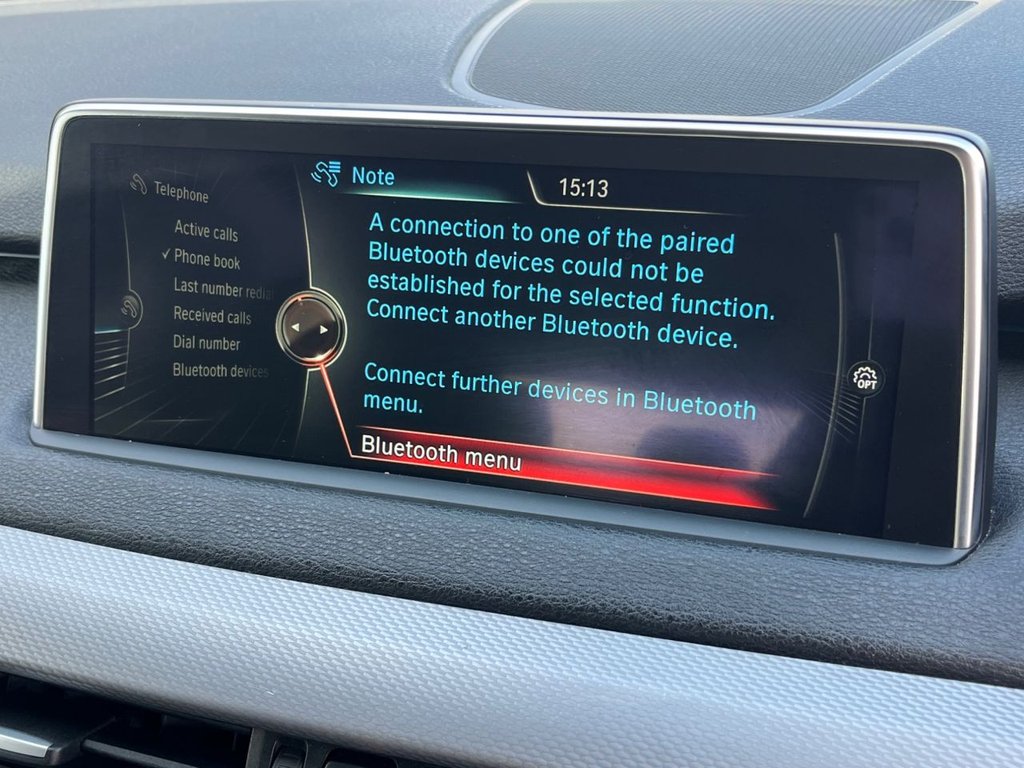 Telephone
Active calls
Phone book
Last number redial
Received calls
Dial number
Bluetooth devices
Note
15:13
A connection to one of the paired
Bluetooth devices could not be
established for the selected function.
Connect another Bluetooth device.
Connect further devices in Bluetooth
menu.
Bluetooth menu
OPT